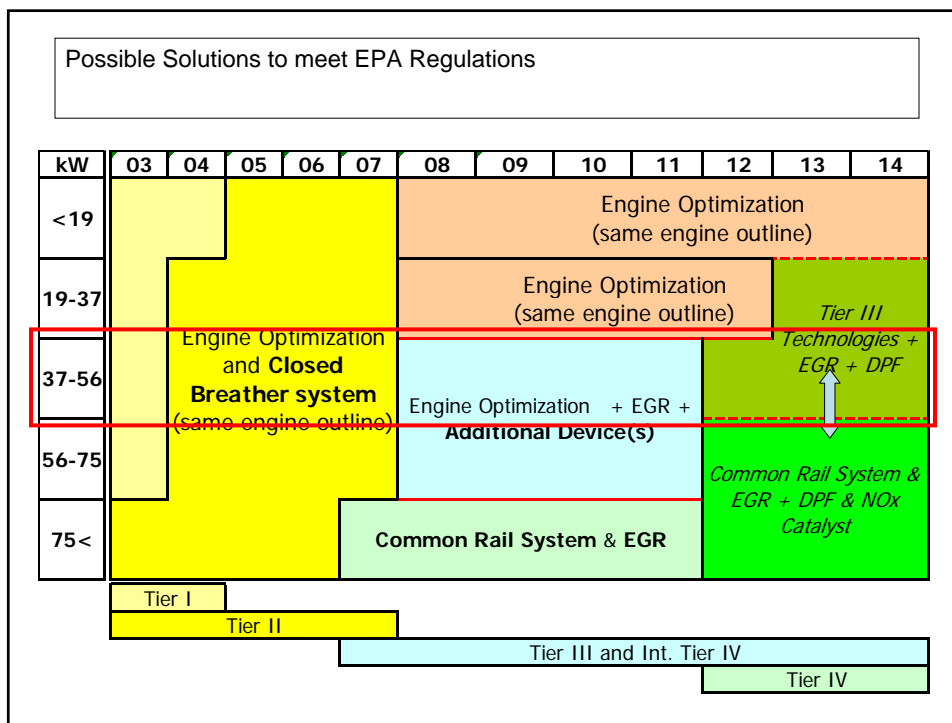 Possible Solutions to meet EPA Regulations
kW 03 04 05 06 07 08 09 10 11 12 13 14
<19
Engine Optimization
(same engine outline)
19-37
Engine Optimization
(same engine outline)
Tier III
Technologies +
EGR + DPF
37-56
Engine Optimization
and Closed
Breather system
(same engine outline)
Engine Optimization + EGR +
Additional Device(s)
56-75
Common Rail System &
EGR + DPF & NOx
Catalyst
75<
Common Rail System & EGR
Tier I
Tier II
Tier III and Int. Tier IV
Tier IV